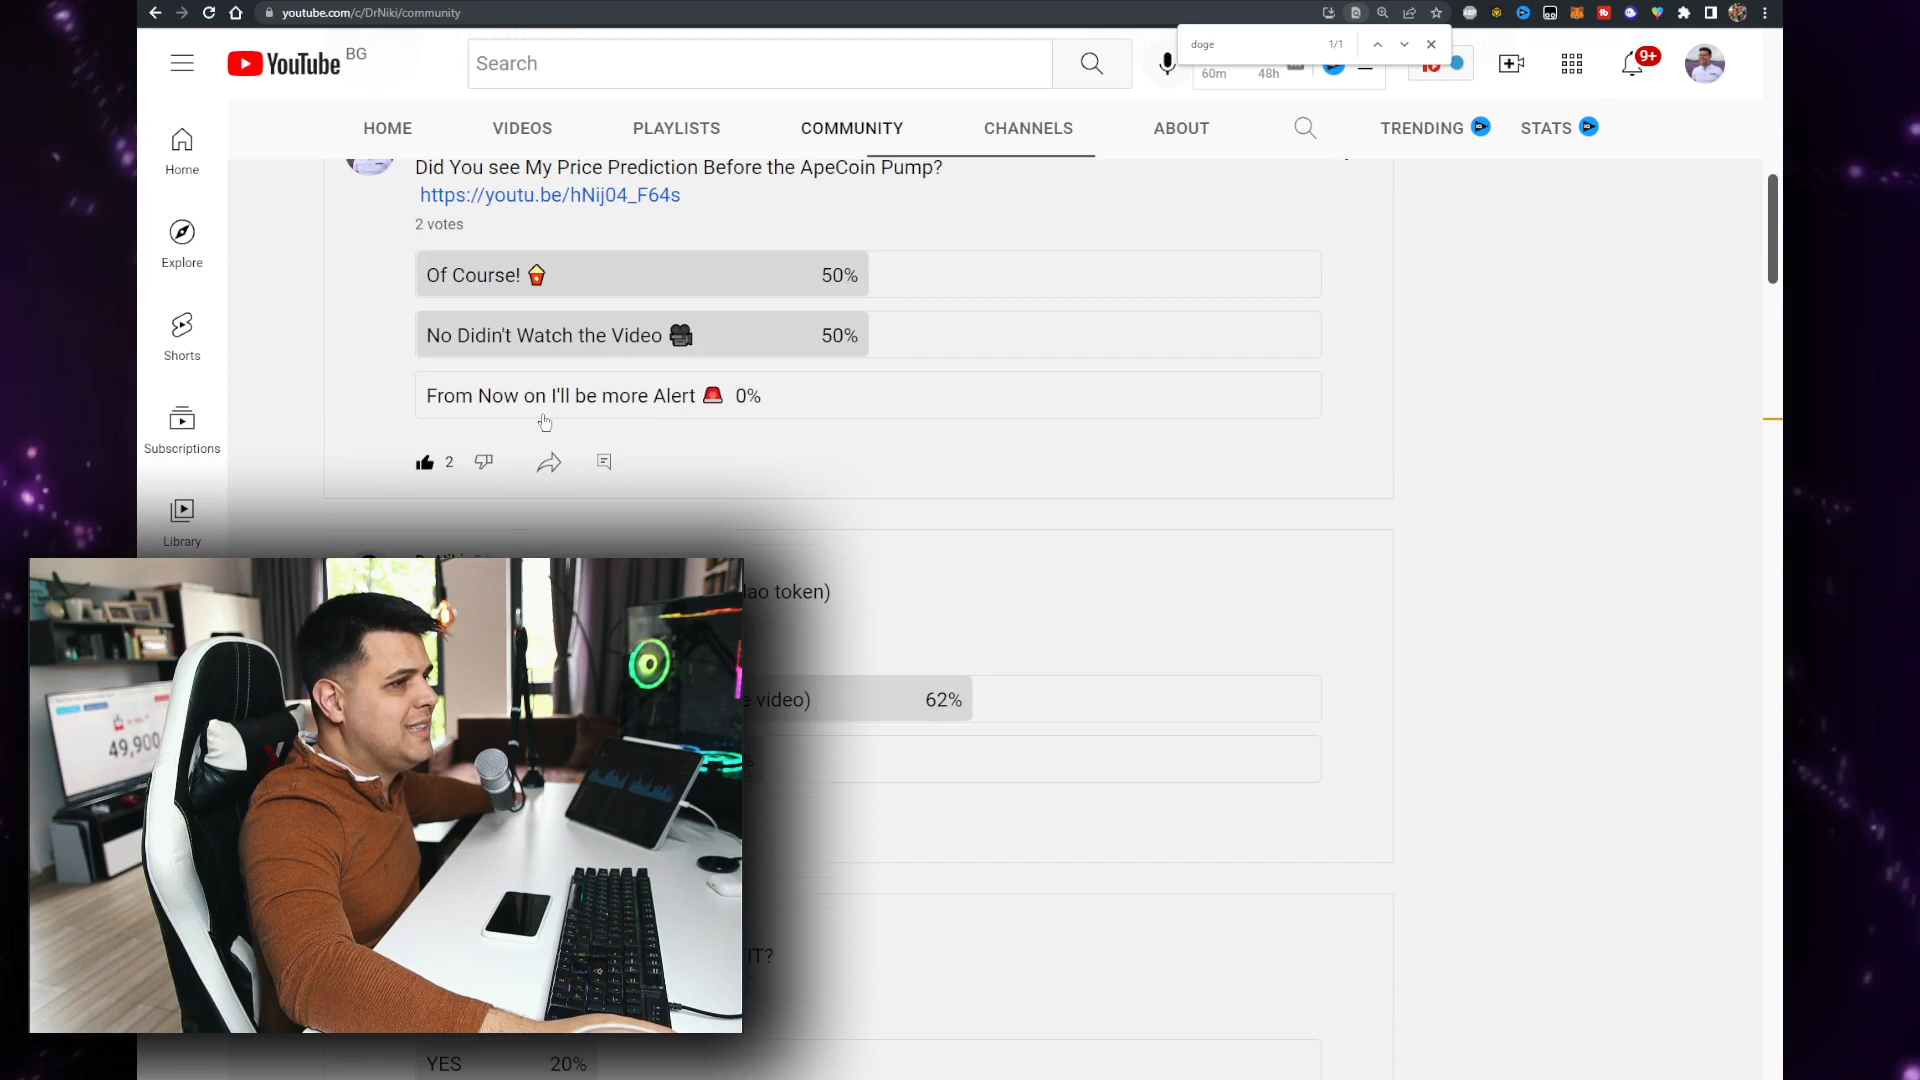 youtube.com/c/DrNiki/community
doge 1/1
YouTube BG
Search
60m 48h
9+
HOME VIDEOS PLAYLISTS COMMUNITY CHANNELS ABOUT TRENDING STATS
Home
Explore
Shorts
Subscriptions
Library
Did You see My Price Prediction Before the ApeCoin Pump?
https://youtu.be/hNij04_F64s
2 votes
Of Course! 🍿 50%
No Didin't Watch the Video 🎥 50%
From Now on I'll be more Alert 🚨 0%
2
token)
video) 62%
49,900
YES 20%